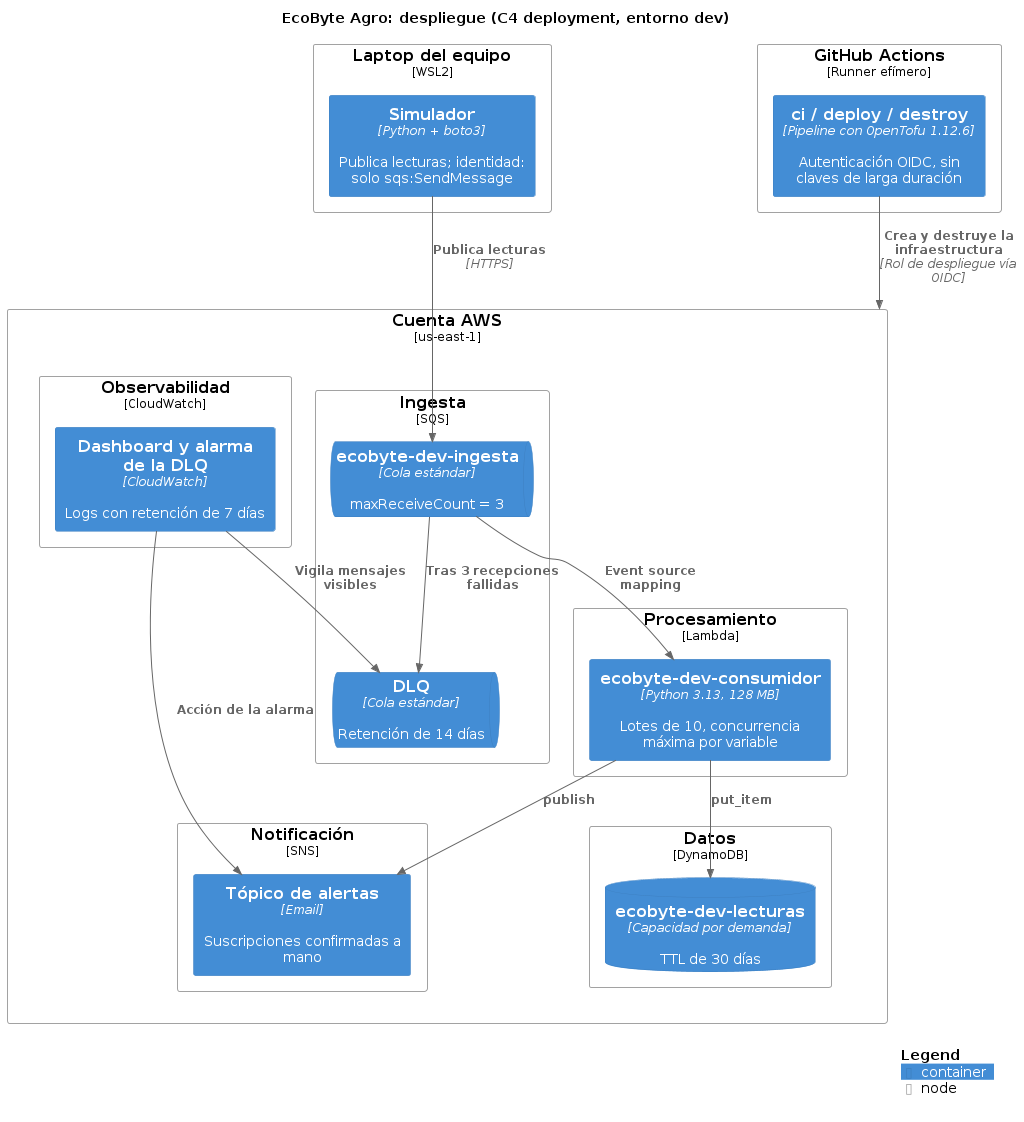 EcoByte Agro: despliegue (C4 deployment, entorno dev)
Laptop del equipo
[WSL2]
Simulador
[Python + boto3]
Publica lecturas; identidad:
solo sqs:SendMessage
GitHub Actions
[Runner efímero]
ci / deploy / destroy
[Pipeline con OpenTofu 1.12.6]
Autenticación OIDC, sin
claves de larga duración
Publica lecturas
[HTTPS]
Crea y destruye la
infraestructura
[Rol de despliegue vía
OIDC]
Cuenta AWS
[us-east-1]
Observabilidad
[CloudWatch]
Dashboard y alarma
de la DLQ
[CloudWatch]
Logs con retención de 7 días
Ingesta
[SQS]
ecobyte-dev-ingesta
[Cola estándar]
maxReceiveCount = 3
Vigila mensajes
visibles
Tras 3 recepciones
fallidas
Event source
mapping
Procesamiento
[Lambda]
ecobyte-dev-consumidor
[Python 3.13, 128 MB]
Lotes de 10, concurrencia
máxima por variable
DLQ
[Cola estándar]
Retención de 14 días
Acción de la alarma
publish
put_item
Notificación
[SNS]
Tópico de alertas
[Email]
Suscripciones confirmadas a
mano
Datos
[DynamoDB]
ecobyte-dev-lecturas
[Capacidad por demanda]
TTL de 30 días
Legend
container
node